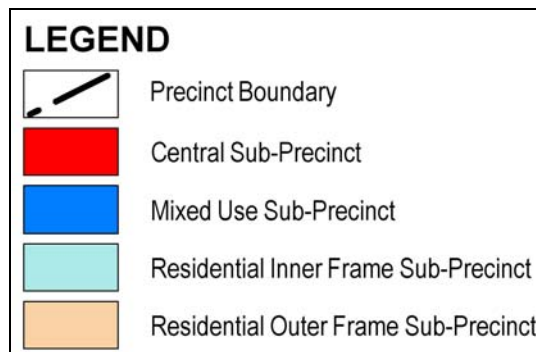 LEGEND
Precinct Boundary
Central Sub-Precinct
Mixed Use Sub-Precinct
Residential Inner Frame Sub-Precinct
Residential Outer Frame Sub-Precinct